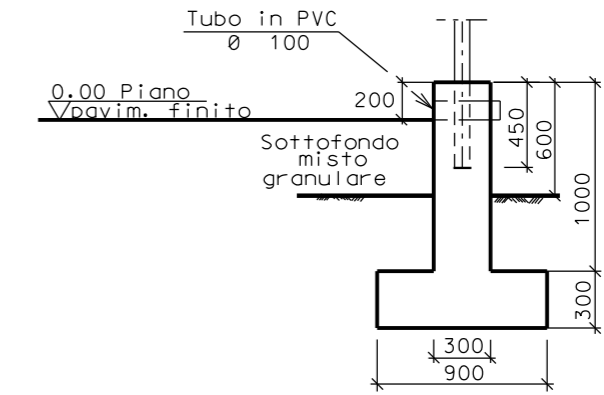 Tubo in PVC
Ø 100
0.00 Piano
pavim. finito
200
Sottofondo
misto
granulare
450
600
1000
300
300
900